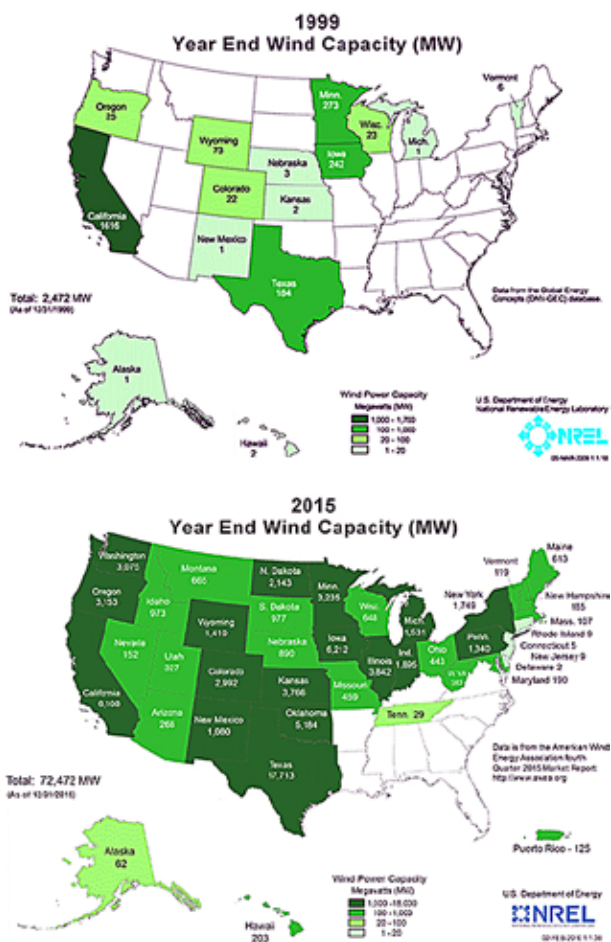 1999
Year End Wind Capacity (MW)
Vermont
6
Minn.
273
Oregon
25
Wisc.
23
Mich.
1
Wyoming
73
Iowa
242
Nebraska
3
Colorado
22
Kansas
2
California
1616
New Mexico
1
Texas
184
Total: 2,472 MW
(As of 12/31/1999)
Data from the Global Energy
Concepts (DNV-GEC) database.
Alaska
1
Hawaii
2
Wind Power Capacity
Megawatts (MW)
1,000 - 1,700
100 - 1,000
20 - 100
1 - 20
U.S. Department of Energy
National Renewable Energy Laboratory
NREL
2015
Year End Wind Capacity (MW)
Washington
3,075
Montana
665
N. Dakota
2,143
Minn.
3,235
Vermont
119
Maine
613
Oregon
3,153
Idaho
973
Wyoming
1,410
S. Dakota
977
Wisc.
648
Mich.
1,531
New York
1,749
New Hampshire
185
Mass. 107
Rhode Island 9
Connecticut 5
New Jersey 9
Delaware 2
Maryland 190
Nevada
152
Utah
327
Colorado
2,992
Nebraska
890
Iowa
6,212
Illinois
3,842
Ind.
1,895
Ohio
443
Penn.
1,340
California
Arizona
268
New Mexico
1,080
Kansas
3,766
Oklahoma
5,184
Missouri
459
Tenn. 29
Texas
17,713
Total: 72,472 MW
Data is from the American Wind
Energy Association fourth
Quarter 2015 Market Report:
Puerto Rico - 125
Alaska
62
Hawaii
203
Wind Power Capacity
Megawatts (MW)
1,000 - 18,000
100 - 1,000
20 - 100
1 - 20
U.S. Department of Energy
NREL